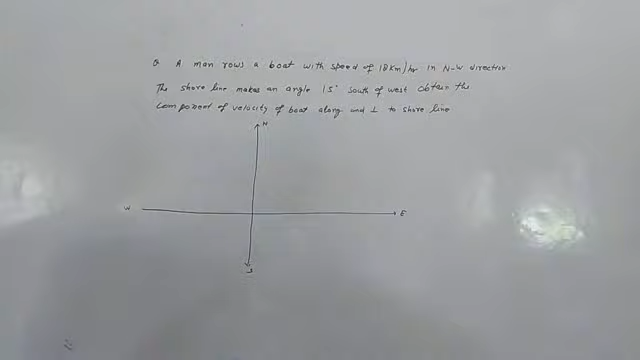 Q A man rows a boat with speed of 18km/hr in N-W direction
The shore line makes an angle 15° south of west obtain the
component of velocity of boat along and ⊥ to shore line
N
W E
S